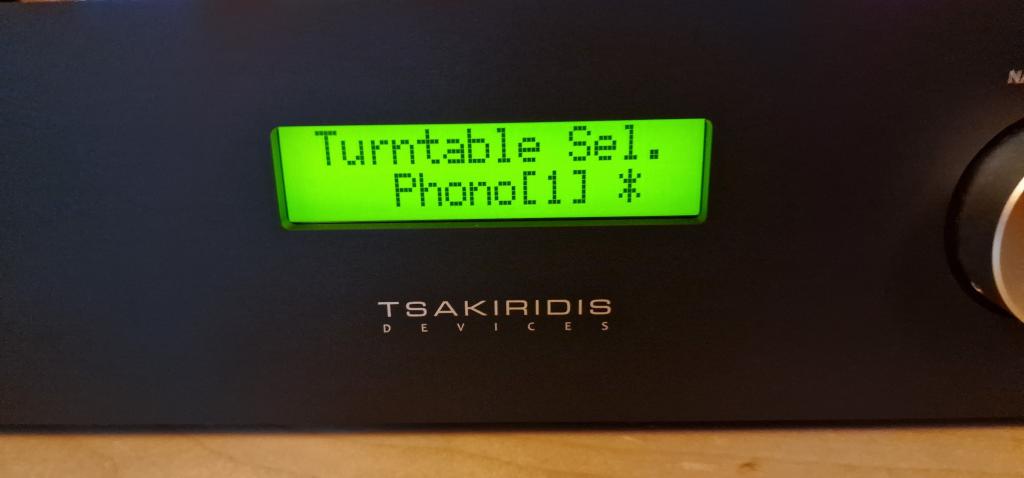 Turntable Sel.
Phono[1] *
TSAKIRIDIS
DEVICES